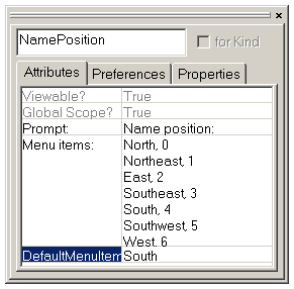 NamePosition
for Kind
Attributes Preferences Properties
Viewable? True
Global Scope? True
Prompt: Name position:
Menu items: North, 0
Northeast, 1
East, 2
Southeast, 3
South, 4
Southwest, 5
West, 6
DefaultMenuItem South